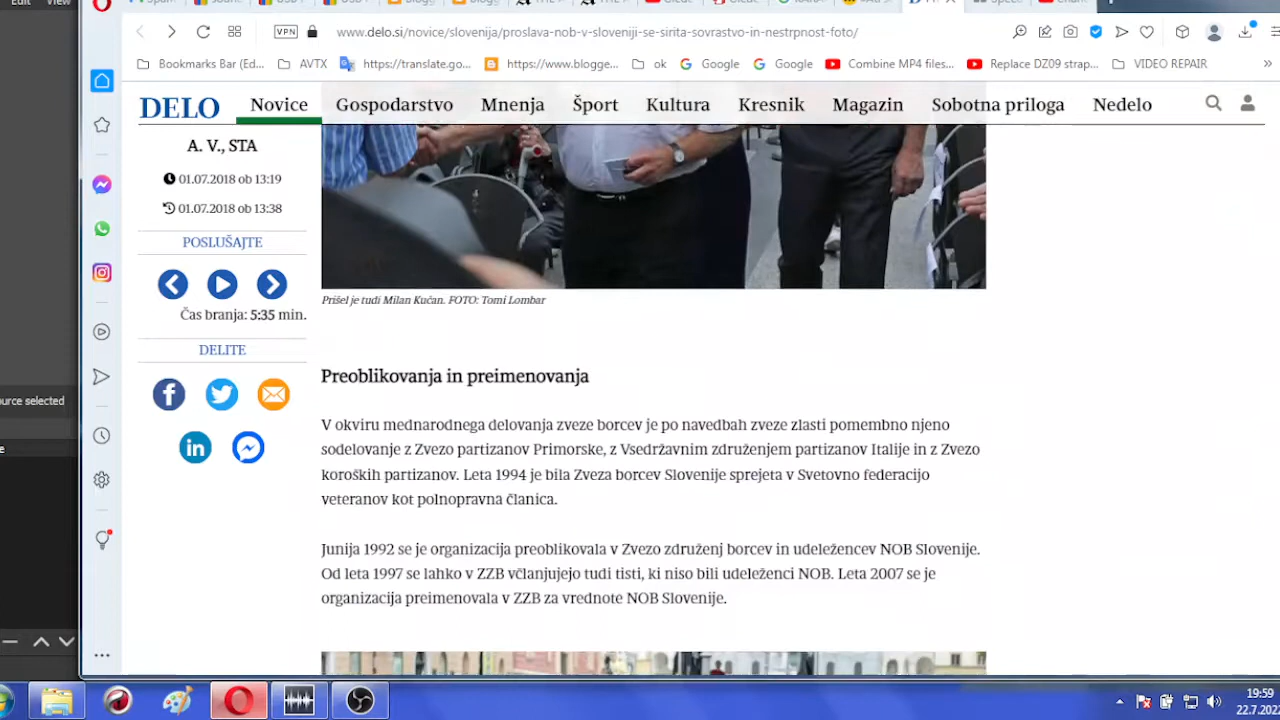 Edit View
www.delo.si/novice/slovenija/proslava-nob-v-sloveniji-se-sirita-sovrastvo-in-nestrpnost-foto/
VPN
Bookmarks Bar (Ed... AVTX https://translate.go... https://www.blogge... ok Google Google Combine MP4 files... Replace DZ09 strap... VIDEO REPAIR »
DELO Novice Gospodarstvo Mnenja Šport Kultura Kresnik Magazin Sobotna priloga Nedelo
A. V., STA
01.07.2018 ob 13:19
01.07.2018 ob 13:38
POSLUŠAJTE
Čas branja: 5:35 min.
DELITE
ource selected
Prišel je tudi Milan Kučan. FOTO: Tomi Lombar
Preoblikovanja in preimenovanja
V okviru mednarodnega delovanja zveze borcev je po navedbah zveze zlasti pomembno njeno
sodelovanje z Zvezo partizanov Primorske, z Vsedržavnim združenjem partizanov Italije in z Zvezo
koroških partizanov. Leta 1994 je bila Zveza borcev Slovenije sprejeta v Svetovno federacijo
veteranov kot polnopravna članica.
Junija 1992 se je organizacija preoblikovala v Zvezo združenj borcev in udeležencev NOB Slovenije.
Od leta 1997 se lahko v ZZB včlanjujejo tudi tisti, ki niso bili udeleženci NOB. Leta 2007 se je
organizacija preimenovala v ZZB za vrednote NOB Slovenije.
19:59
22.7.202